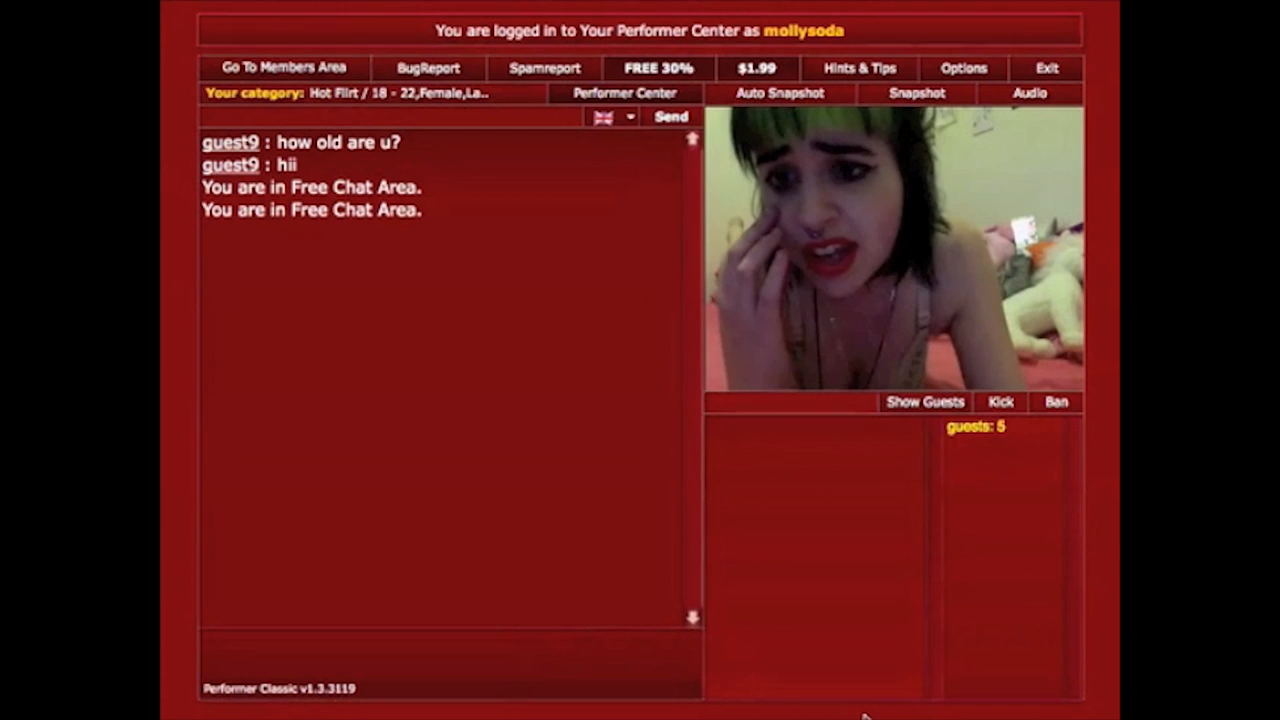 You are logged in to Your Performer Center as mollysoda
Go To Members Area BugReport Spamreport FREE 30% $1.99 Hints & Tips Options Exit
Your category: Hot Flirt / 18 - 22,Female,La.. Performer Center Auto Snapshot Snapshot Audio
Send
guest9 : how old are u?
guest9 : hii
You are in Free Chat Area.
You are in Free Chat Area.
Show Guests Kick Ban
guests: 5
Performer Classic v1.3.3119